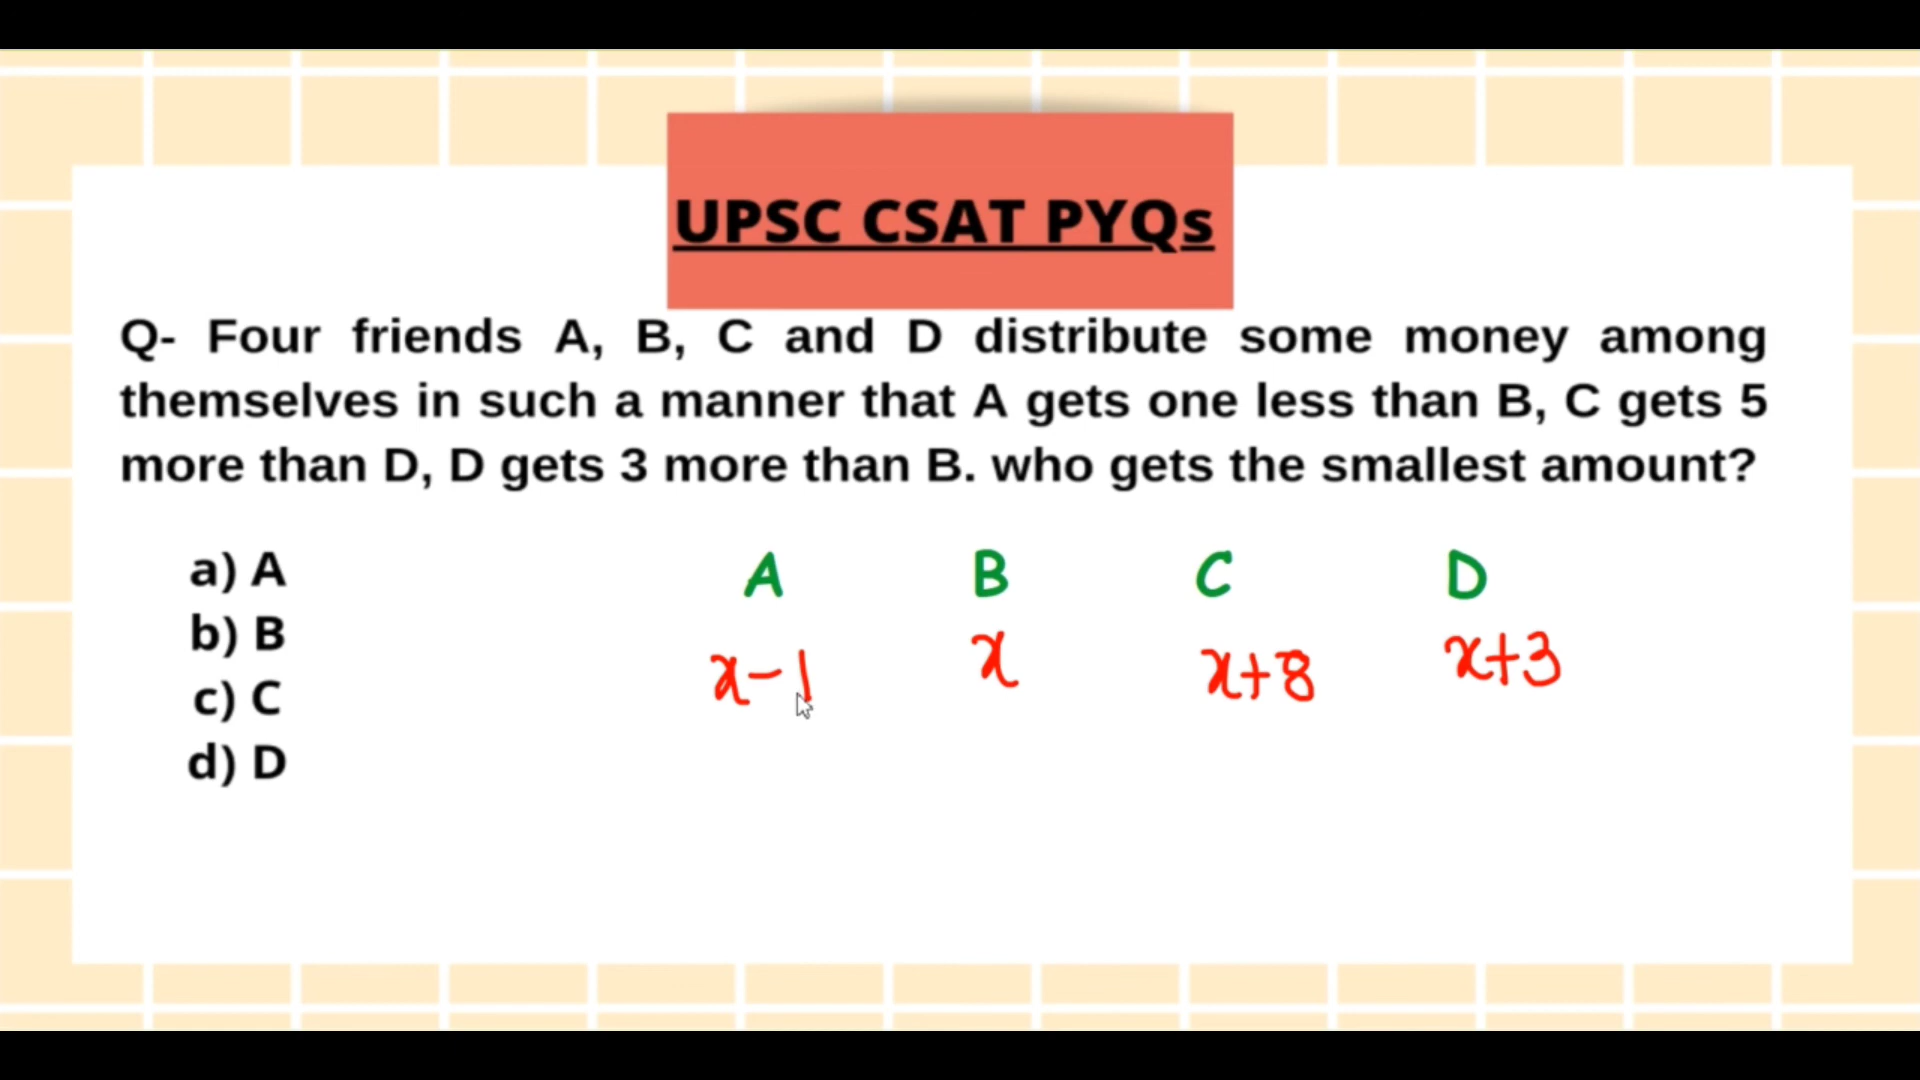 UPSC CSAT PYQs
Q- Four friends A, B, C and D distribute some money among
themselves in such a manner that A gets one less than B, C gets 5
more than D, D gets 3 more than B. who gets the smallest amount?
a) A
b) B
c) C
d) D
A B C D
x-1 x x+8 x+3